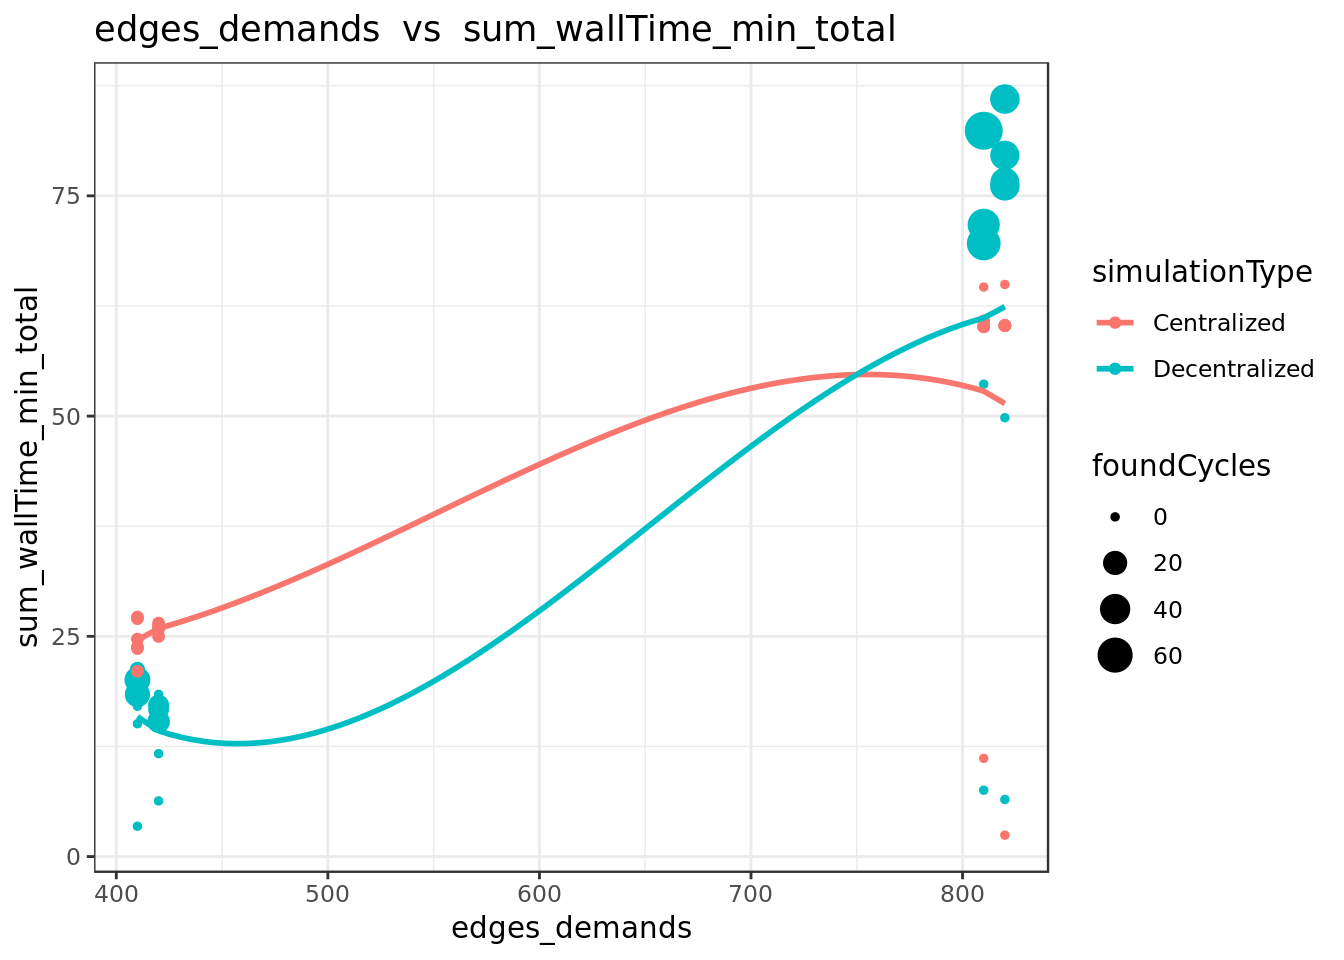 edges_demands  vs  sum_wallTime_min_total
75
50
25
0
sum_wallTime_min_total
400
500
600
700
800
edges_demands
simulationType
Centralized
Decentralized
foundCycles
0
20
40
60